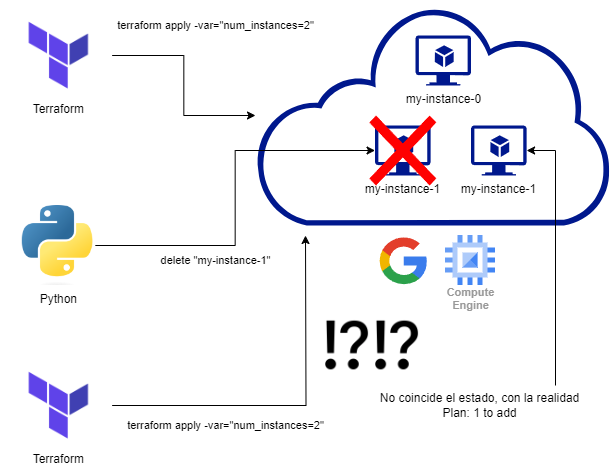 terraform apply -var="num_instances=2"
Terraform
my-instance-0
my-instance-1
my-instance-1
delete "my-instance-1"
Python
Compute
Engine
!?!?
No coincide el estado, con la realidad
Plan: 1 to add
terraform apply -var="num_instances=2"
Terraform